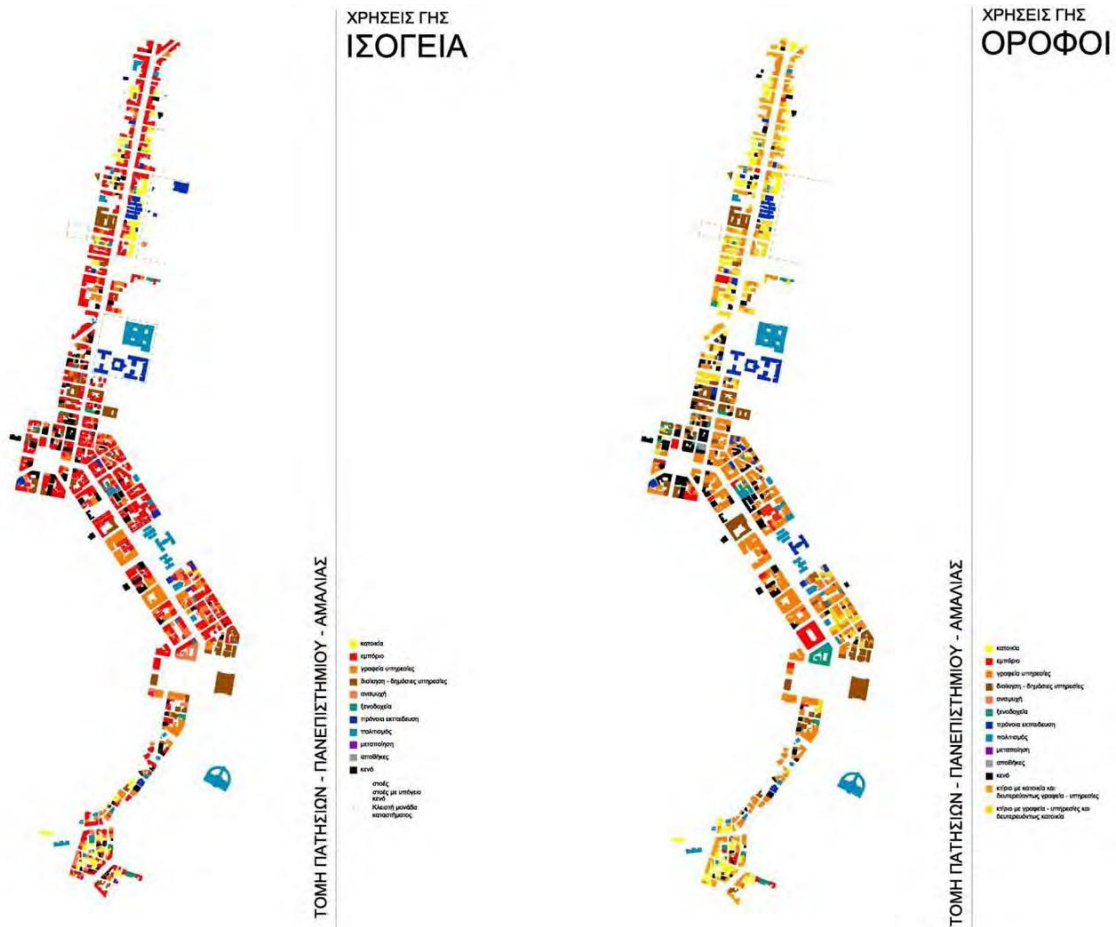 ΧΡΗΣΕΙΣ ΓΗΣ
ΙΣΟΓΕΙΑ
ΤΟΜΗ ΠΑΤΗΣΙΩΝ - ΠΑΝΕΠΙΣΤΗΜΙΟΥ - ΑΜΑΛΙΑΣ
κατοικία
εμπόριο
γραφεία υπηρεσίες
διοίκηση - δημόσιες υπηρεσίες
αναψυχή
ξενοδοχεία
πρόνοια εκπαίδευση
πολιτισμός
μεταποίηση
αποθήκες
κενό
στοές
στοές με υπόγειο
κενό
Κλειστή μονάδα
καταστήματος
ΧΡΗΣΕΙΣ ΓΗΣ
ΟΡΟΦΟΙ
ΤΟΜΗ ΠΑΤΗΣΙΩΝ - ΠΑΝΕΠΙΣΤΗΜΙΟΥ - ΑΜΑΛΙΑΣ
κατοικία
εμπόριο
γραφεία υπηρεσίες
διοίκηση - δημόσιες υπηρεσίες
αναψυχή
ξενοδοχεία
πρόνοια εκπαίδευση
πολιτισμός
μεταποίηση
αποθήκες
κενό
κτίριο με κατοικία και
δευτερευόντως γραφεία - υπηρεσίες
κτίριο με γραφεία - υπηρεσίες και
δευτερευόντως κατοικία